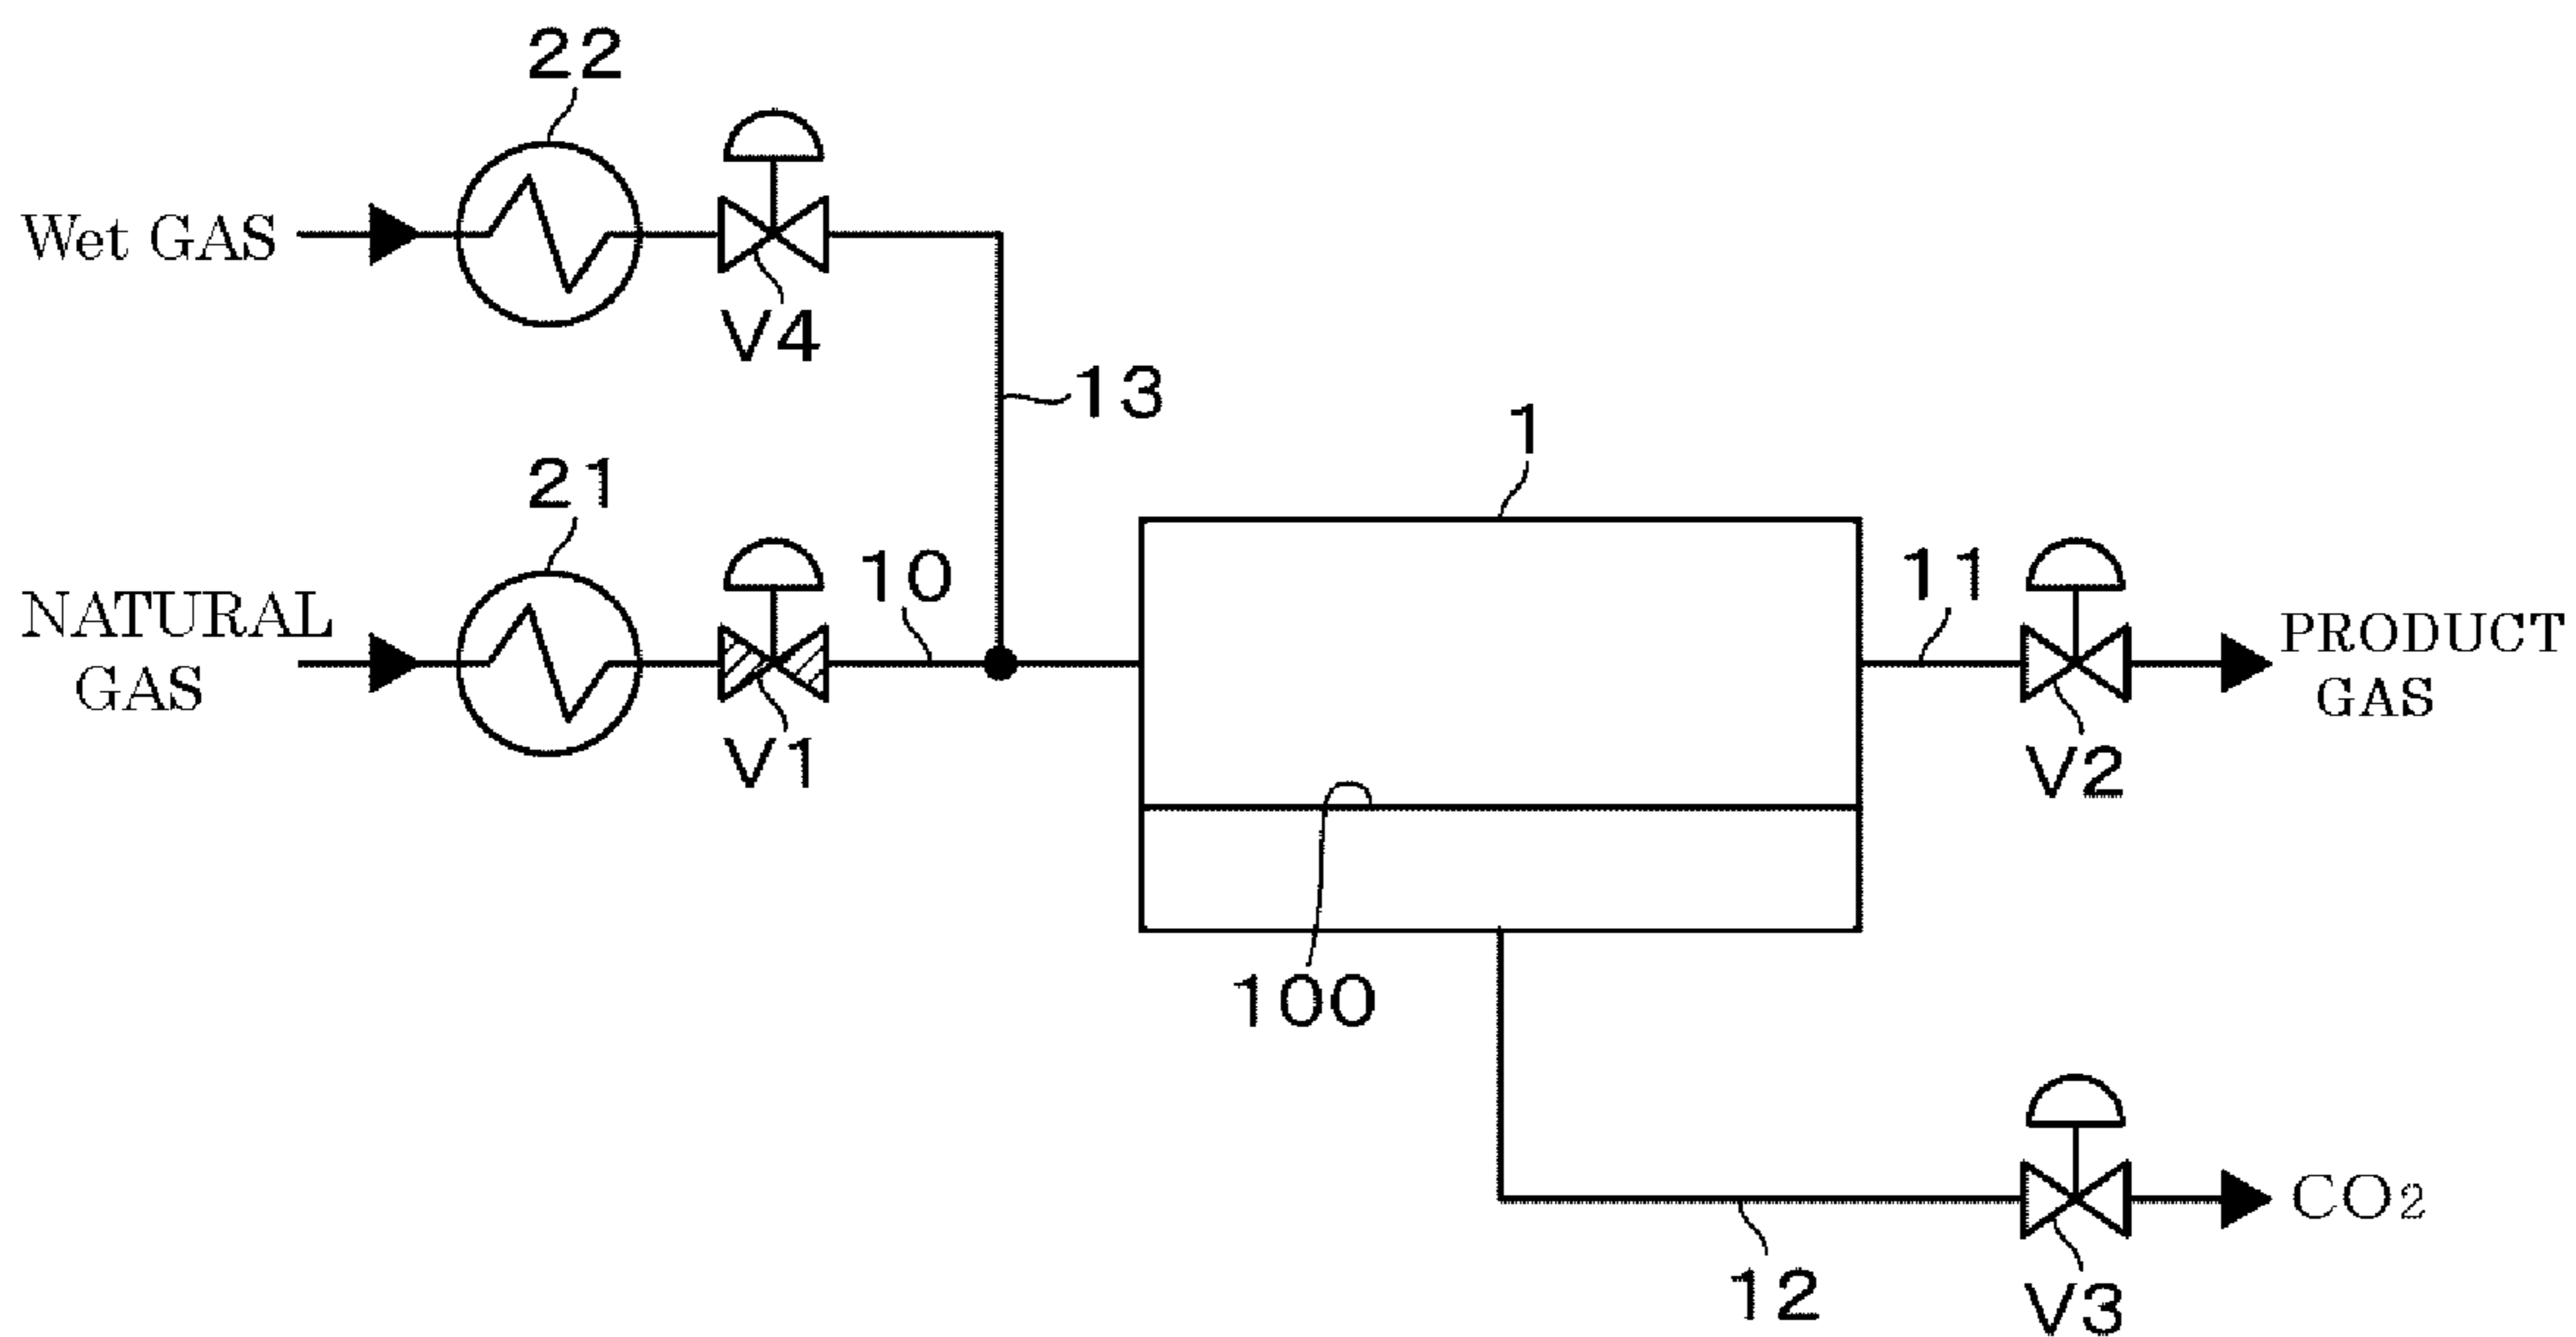 22
Wet GAS
V4
13
1
21
NATURAL
GAS
10
V1
11
PRODUCT
GAS
V2
100
CO2
12
V3